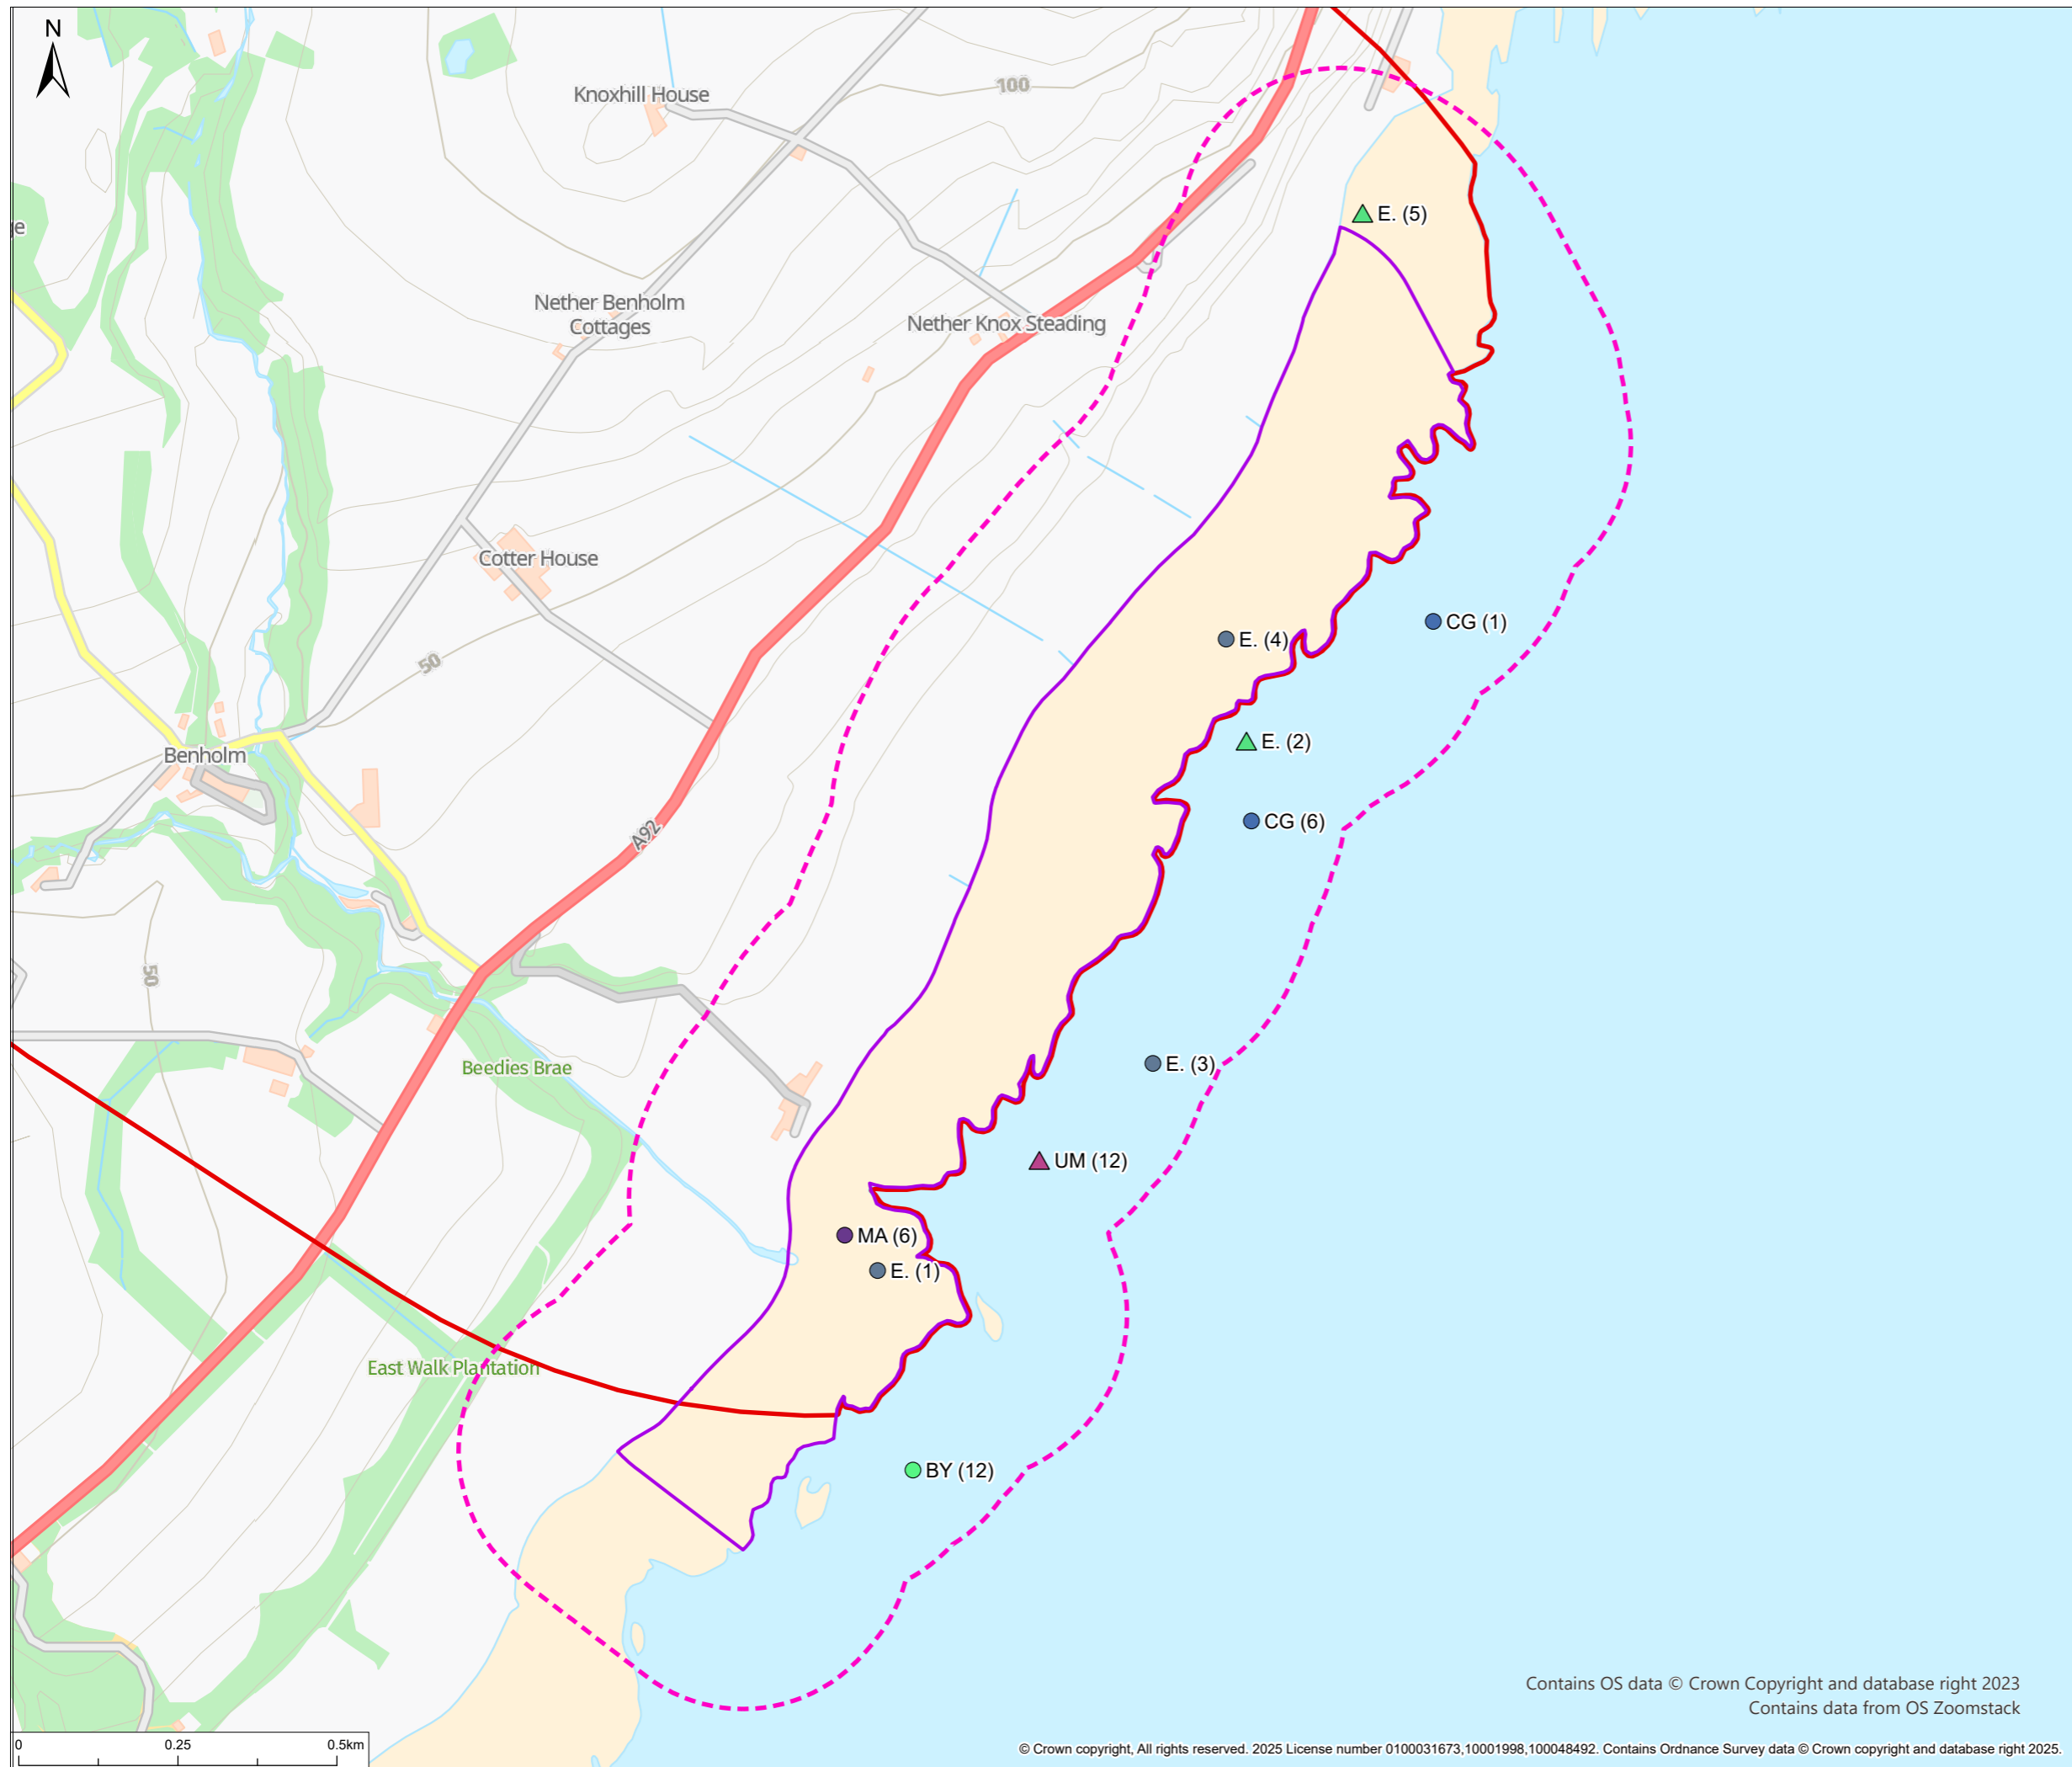 N
Knoxhill House
100
ge
E. (5)
Nether Benholm
Cottages
Nether Knox Steading
Cotter House
CG (1)
E. (4)
50
E. (2)
Benholm
CG (6)
A92
50
E. (3)
Beedies Brae
UM (12)
MA (6)
E. (1)
East Walk Plantation
BY (12)
Contains OS data © Crown Copyright and database right 2023
Contains data from OS Zoomstack
0 0.25 0.5km
© Crown copyright, All rights reserved. 2025 License number 0100031673,10001998,100048492. Contains Ordnance Survey data © Crown copyright and database right 2025.